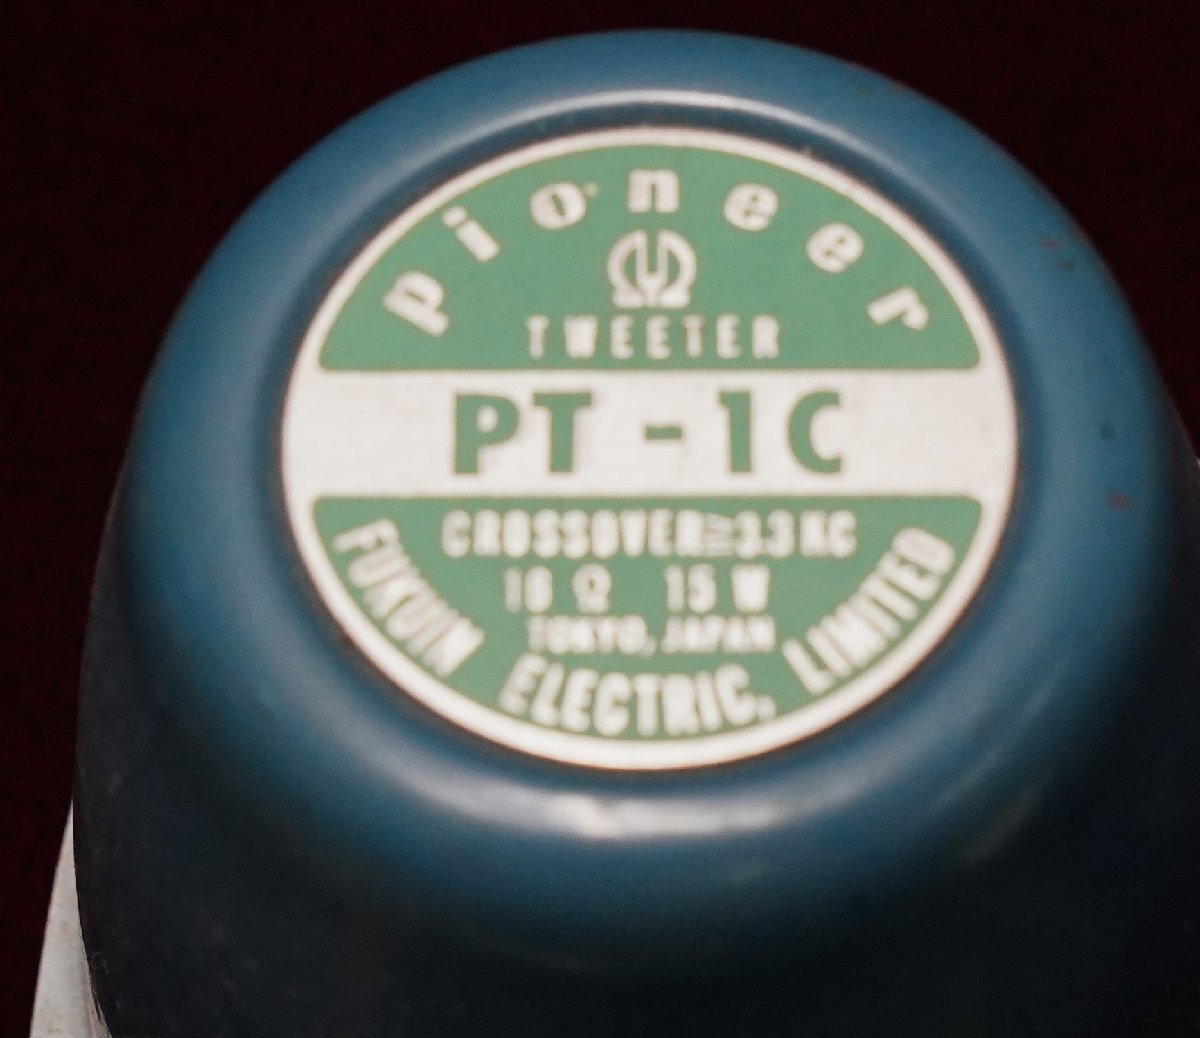 pioneer
TWEETER
PT-1C
CROSSOVER≧3.3KC
16 Ω 15 W
TOKYO, JAPAN
FUKUIN ELECTRIC, LIMITED